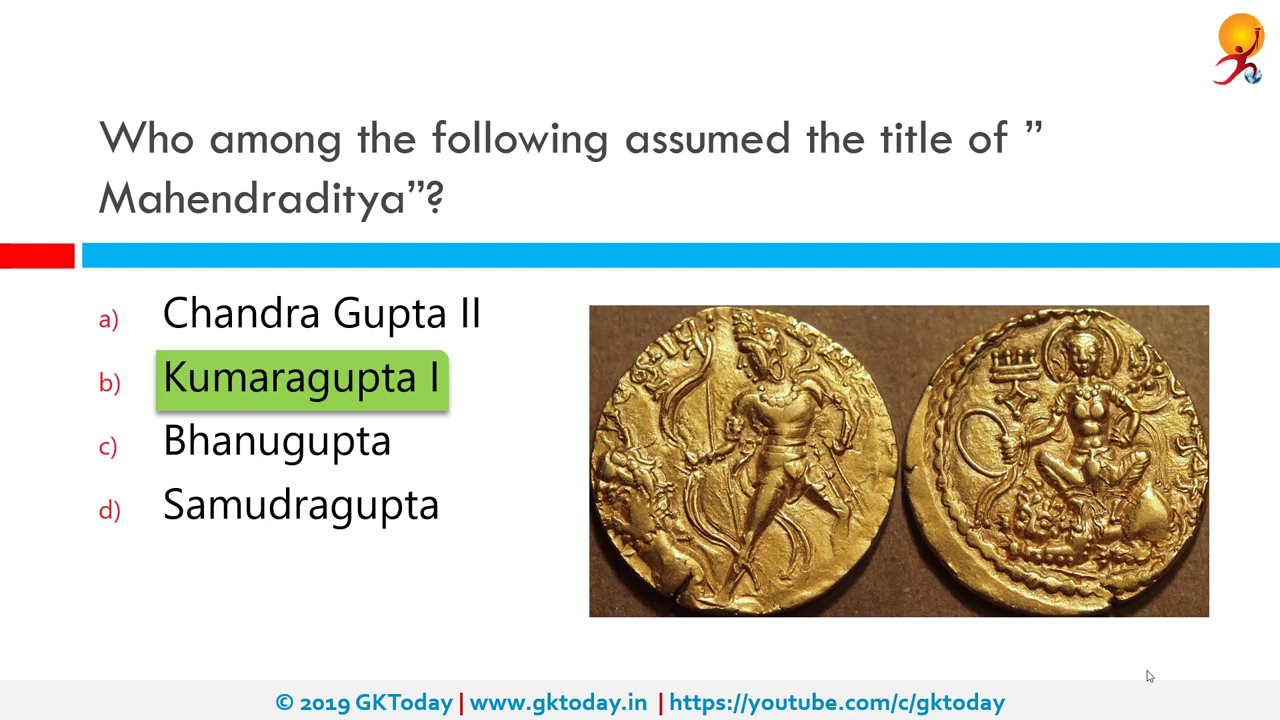 Who among the following assumed the title of ”
Mahendraditya”?
a) Chandra Gupta II
b) Kumaragupta I
c) Bhanugupta
d) Samudragupta
© 2019 GKToday | www.gktoday.in | https://youtube.com/c/gktoday